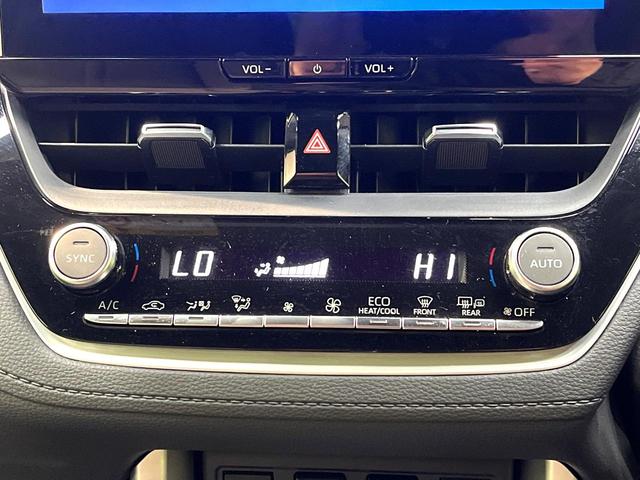 VOL- VOL+
SYNC LO HI AUTO
A/C ECO HEAT/COOL FRONT REAR OFF